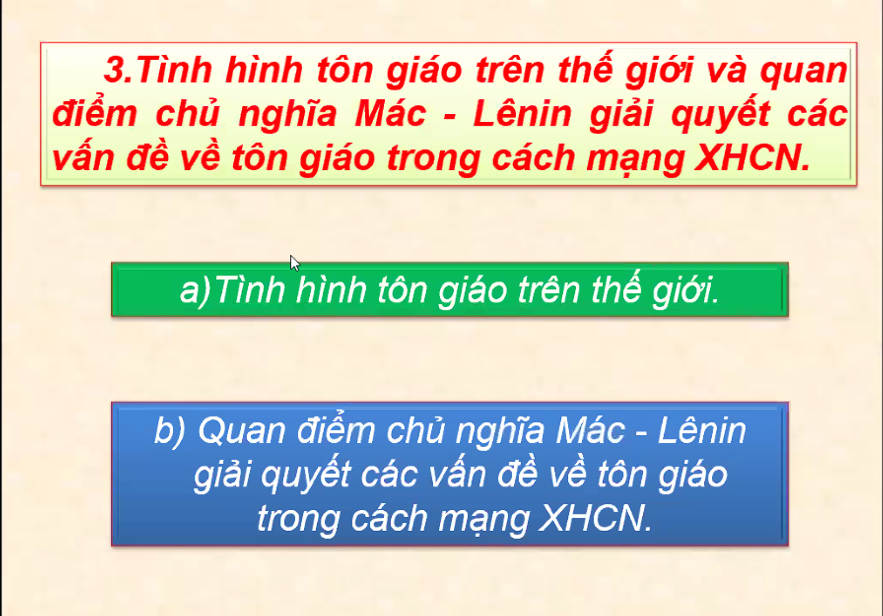 3.Tình hình tôn giáo trên thế giới và quan
điểm chủ nghĩa Mác - Lênin giải quyết các
vấn đề về tôn giáo trong cách mạng XHCN.
a)Tình hình tôn giáo trên thế giới.
b) Quan điểm chủ nghĩa Mác - Lênin
giải quyết các vấn đề về tôn giáo
trong cách mạng XHCN.